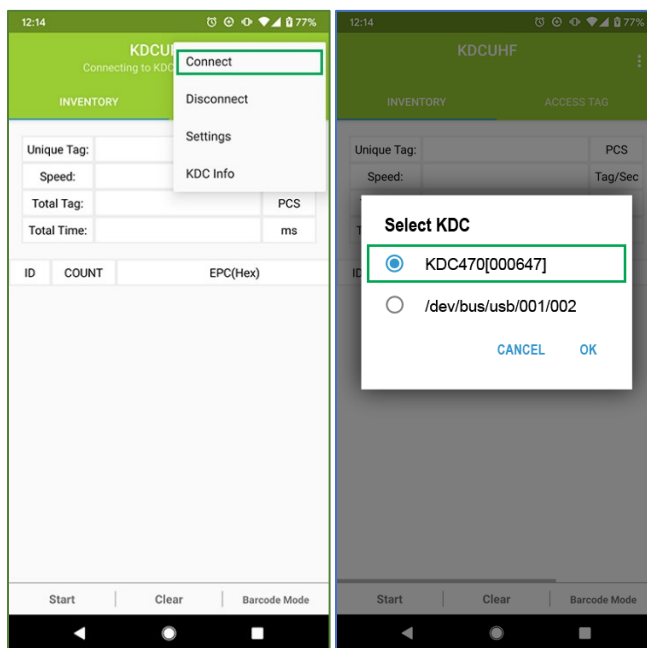 12:14
77%
KDCU
Connecting to KDC
Connect
Disconnect
Settings
KDC Info
INVENTORY
Unique Tag:
Speed:
Total Tag:
PCS
Total Time:
ms
ID
COUNT
EPC(Hex)
Start
Clear
Barcode Mode
12:14
77%
KDCUHF
INVENTORY
ACCESS TAG
Unique Tag:
PCS
Speed:
Tag/Sec
Select KDC
KDC470[000647]
/dev/bus/usb/001/002
CANCEL
OK
Start
Clear
Barcode Mode